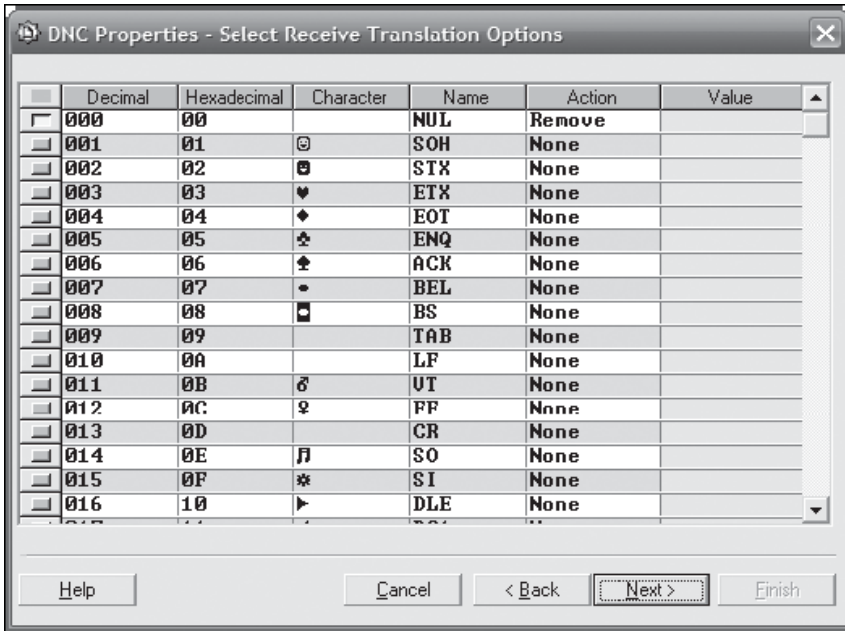 DNC Properties - Select Receive Translation Options
Decimal Hexadecimal Character Name Action Value
000 00 NUL Remove
001 01 ☺ SOH None
002 02 ☻ STX None
003 03 ♥ ETX None
004 04 ♦ EOT None
005 05 ♣ ENQ None
006 06 ♠ ACK None
007 07 • BEL None
008 08 ◘ BS None
009 09 TAB None
010 0A LF None
011 0B ♂ VT None
012 0C ♀ FF None
013 0D CR None
014 0E ♫ SO None
015 0F ☼ SI None
016 10 ► DLE None
Help Cancel < Back Next > Finish